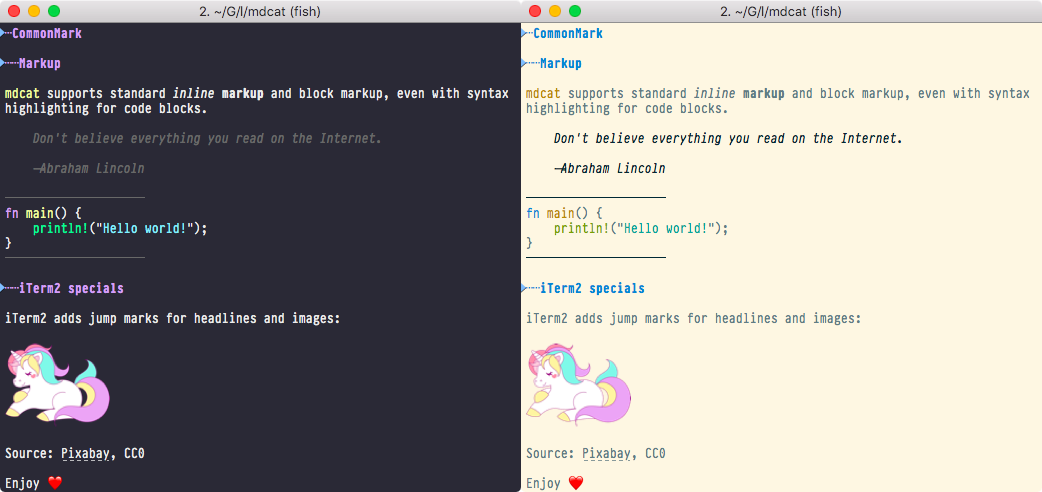 2. ~/G/l/mdcat (fish)
CommonMark
Markup
mdcat supports standard inline markup and block markup, even with syntax
highlighting for code blocks.
Don't believe everything you read on the Internet.
—Abraham Lincoln
fn main() {
    println!("Hello world!");
}
iTerm2 specials
iTerm2 adds jump marks for headlines and images:
Source: Pixabay, CC0
Enjoy ❤️
2. ~/G/l/mdcat (fish)
CommonMark
Markup
mdcat supports standard inline markup and block markup, even with syntax
highlighting for code blocks.
Don't believe everything you read on the Internet.
—Abraham Lincoln
fn main() {
    println!("Hello world!");
}
iTerm2 specials
iTerm2 adds jump marks for headlines and images:
Source: Pixabay, CC0
Enjoy ❤️